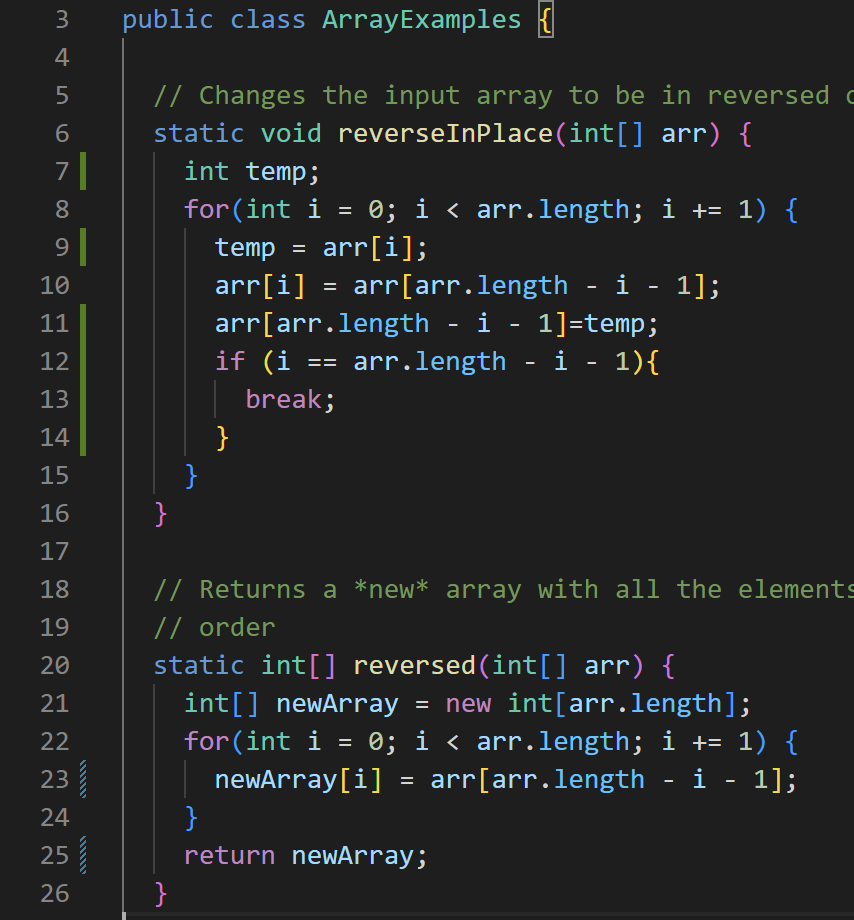 3 public class ArrayExamples {
4
5 // Changes the input array to be in reversed
6 static void reverseInPlace(int[] arr) {
7 int temp;
8 for(int i = 0; i < arr.length; i += 1) {
9 temp = arr[i];
10 arr[i] = arr[arr.length - i - 1];
11 arr[arr.length - i - 1]=temp;
12 if (i == arr.length - i - 1){
13 break;
14 }
15 }
16 }
17
18 // Returns a *new* array with all the elements
19 // order
20 static int[] reversed(int[] arr) {
21 int[] newArray = new int[arr.length];
22 for(int i = 0; i < arr.length; i += 1) {
23 newArray[i] = arr[arr.length - i - 1];
24 }
25 return newArray;
26 }